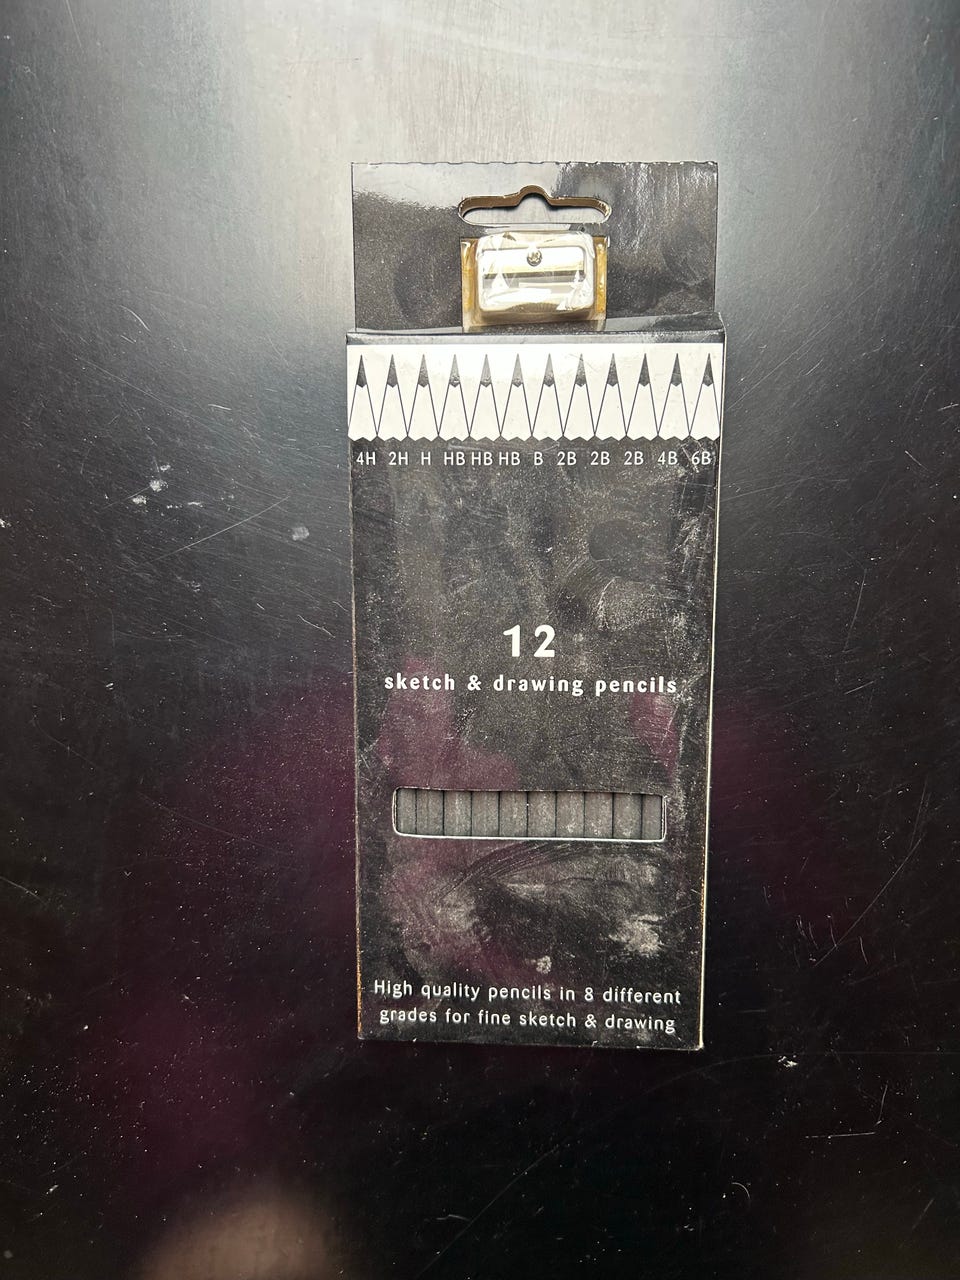 4H 2H H HB HB HB B 2B 2B 2B 4B 6B
12
sketch & drawing pencils
High quality pencils in 8 different
grades for fine sketch & drawing